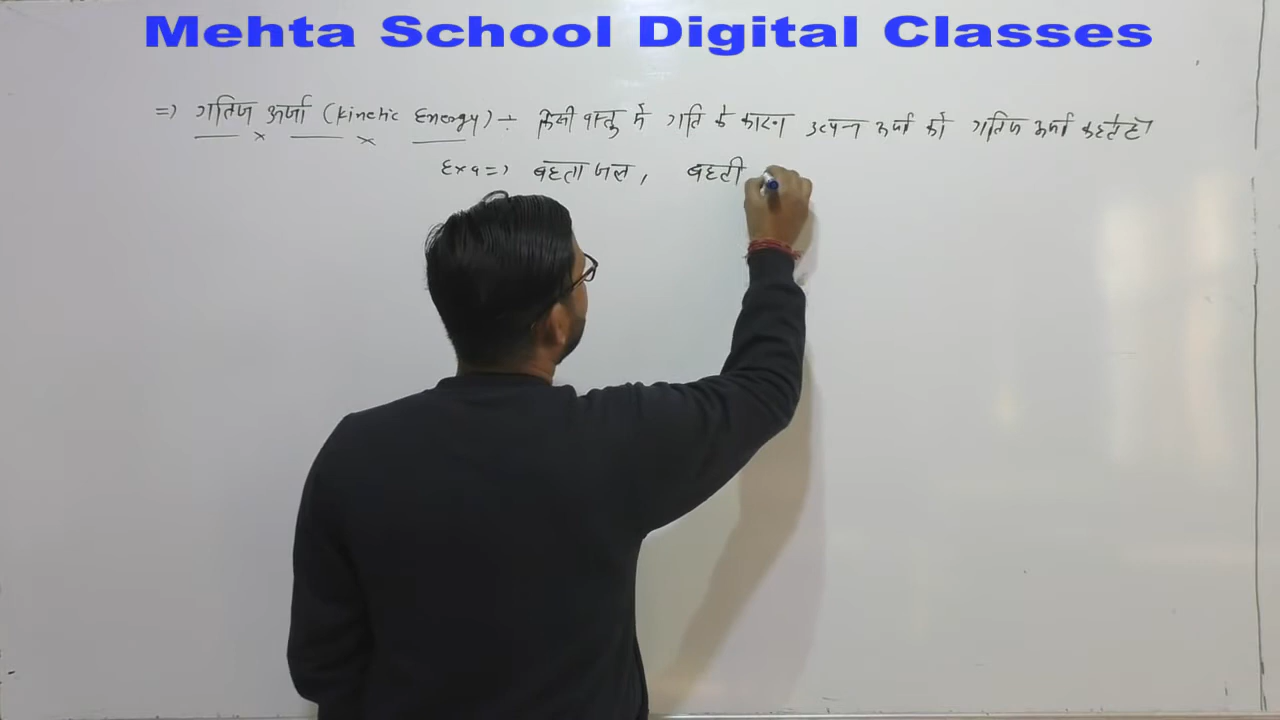 Mehta School Digital Classes
=> गतिज ऊर्जा (Kinetic Energy) ÷ किसी वस्तु में गति के कारण उत्पन्न ऊर्जा को गतिज ऊर्जा कहते है।
Exa => बहता जल, बहती